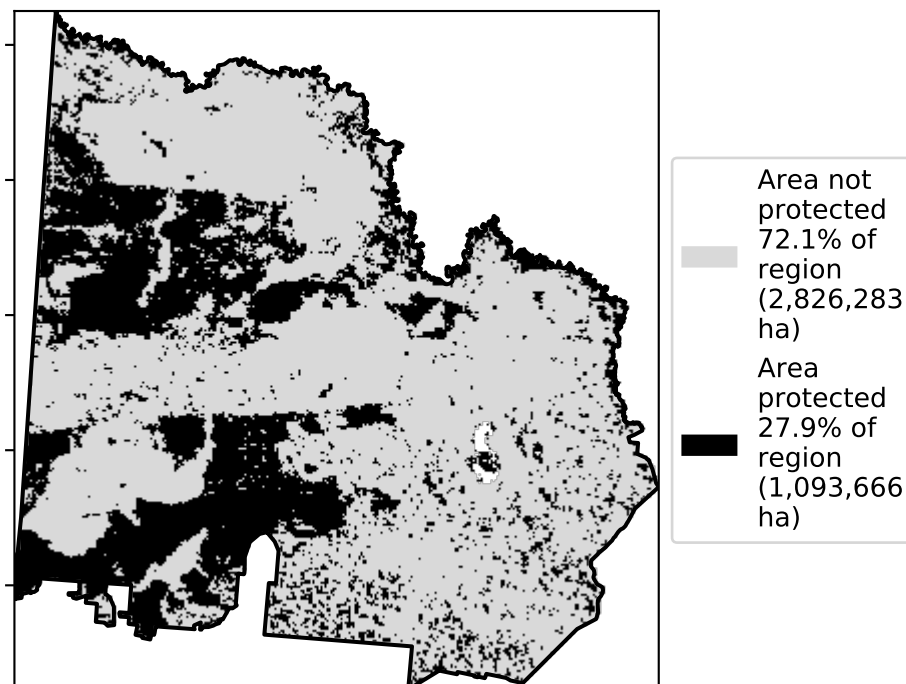 Area not
protected
72.1% of
region
(2,826,283
ha)
Area
protected
27.9% of
region
(1,093,666
ha)